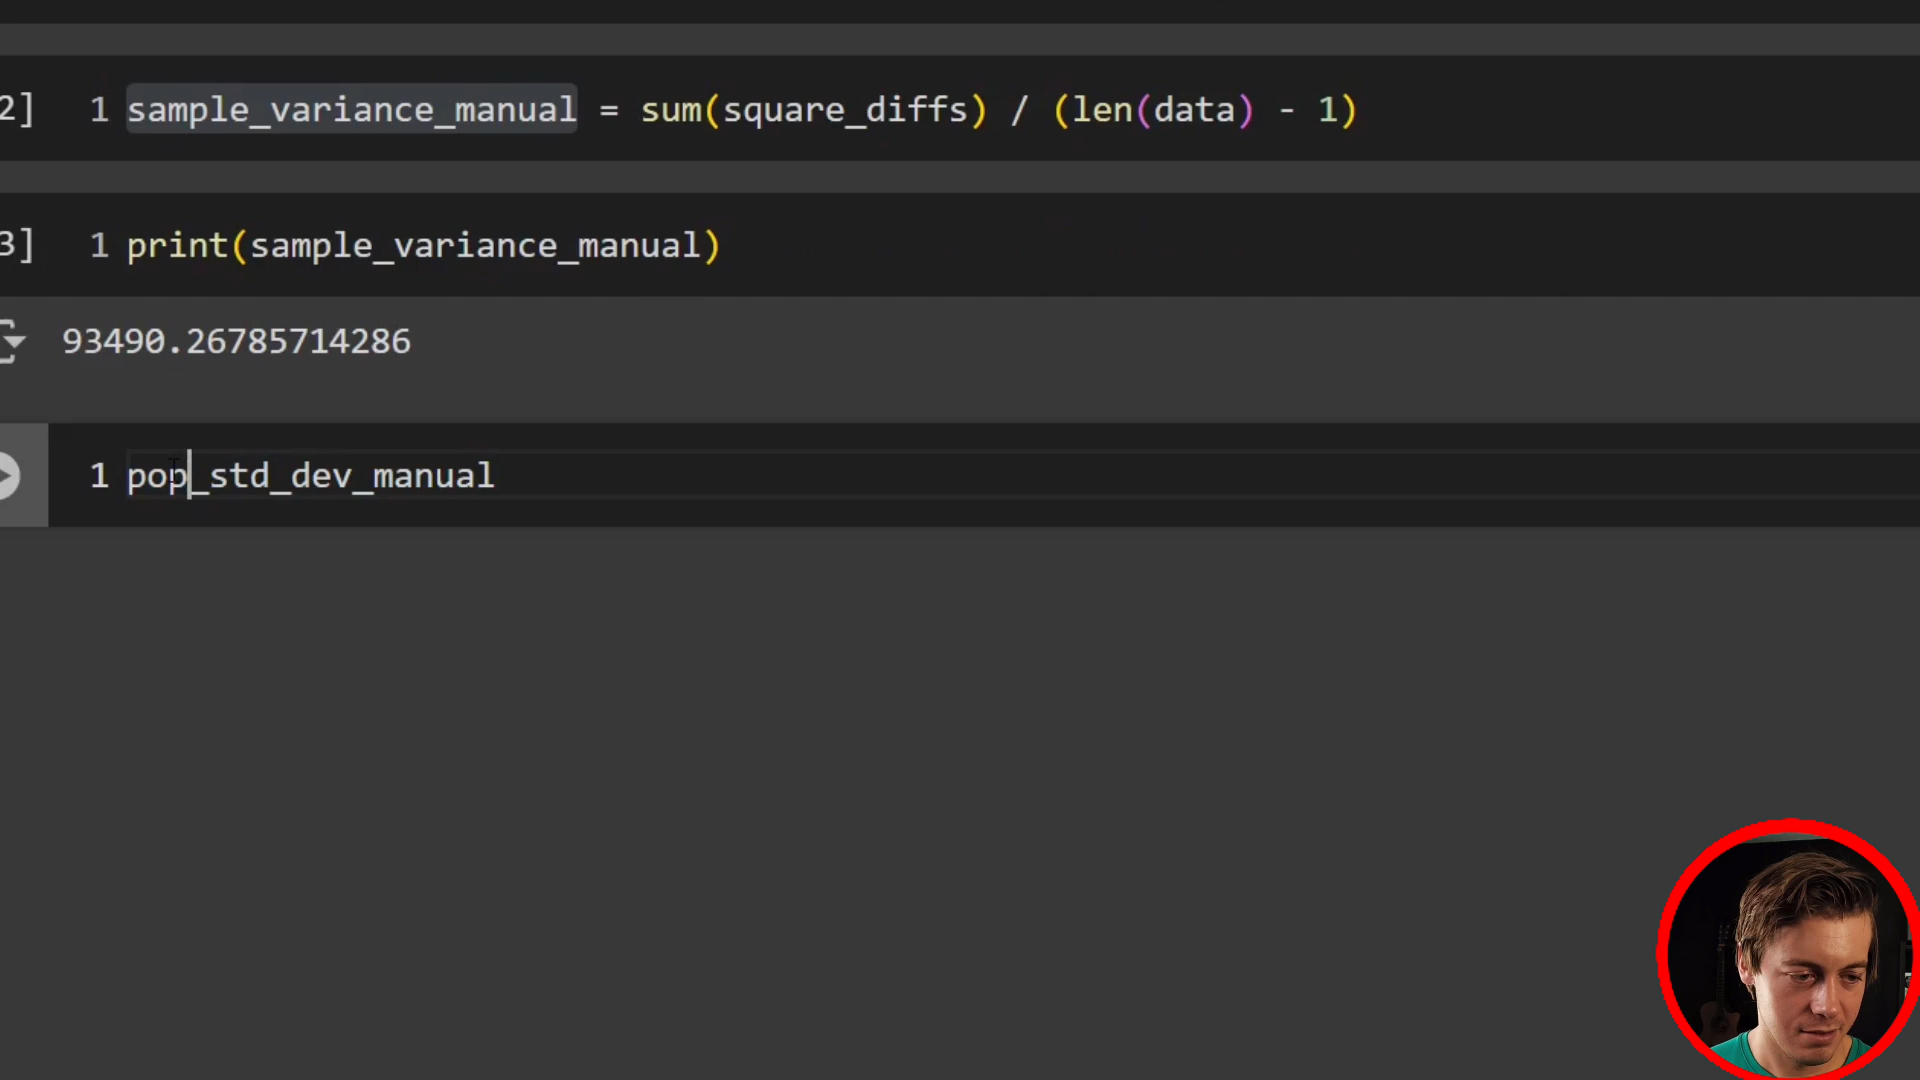 2] 1 sample_variance_manual = sum(square_diffs) / (len(data) - 1)
3] 1 print(sample_variance_manual)
93490.26785714286
1 pop_std_dev_manual